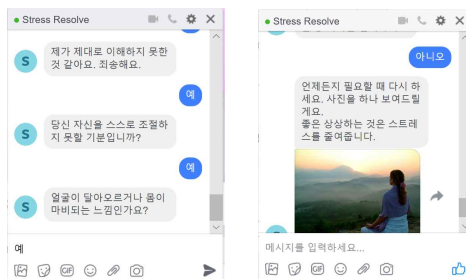 Stress Resolve
제가 제대로 이해하지 못한
것 같아요. 죄송해요.
S
예
당신 자신을 스스로 조절하
지 못할 기분입니까?
S
예
얼굴이 달아오르거나 몸이
마비되는 느낌인가요?
S
예
GIF
Stress Resolve
아니오
언제든지 필요할 때 다시 하
세요. 사진을 하나 보여드릴
게요.
좋은 상상하는 것은 스트레
스를 줄여줍니다.
S
메시지를 입력하세요...
GIF